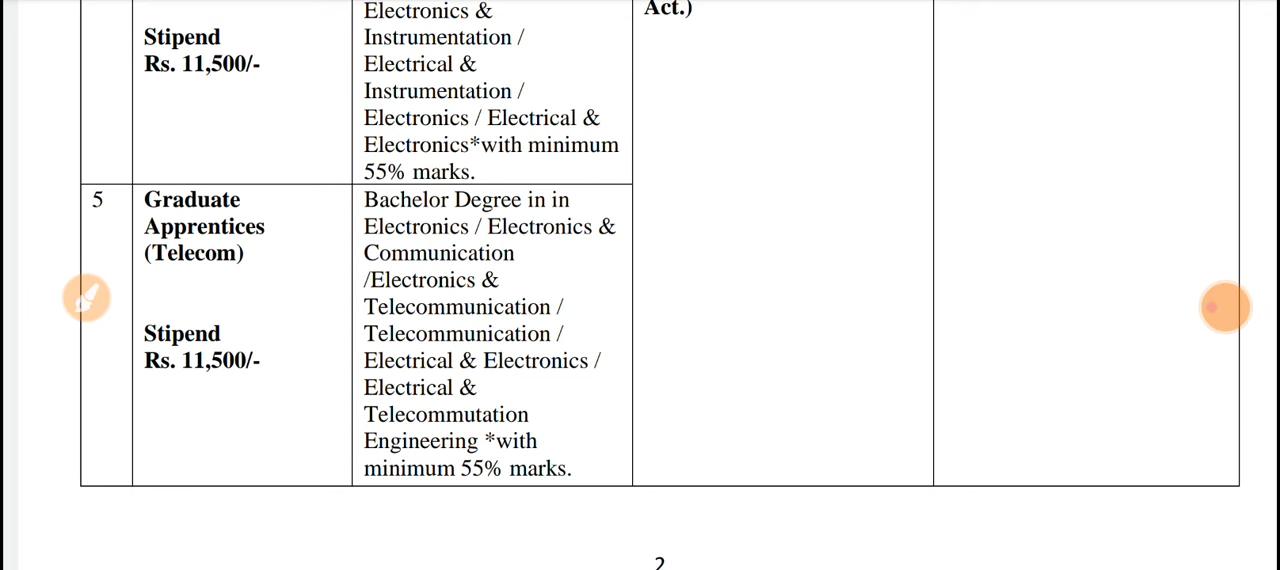 Electronics &
Act.)
Stipend
Instrumentation /
Rs. 11,500/-
Electrical &
Instrumentation /
Electronics / Electrical &
Electronics*with minimum
55% marks.
5
Graduate
Bachelor Degree in in
Apprentices
Electronics / Electronics &
(Telecom)
Communication
/Electronics &
Telecommunication /
Stipend
Telecommunication /
Rs. 11,500/-
Electrical & Electronics /
Electrical &
Telecommutation
Engineering *with
minimum 55% marks.
2